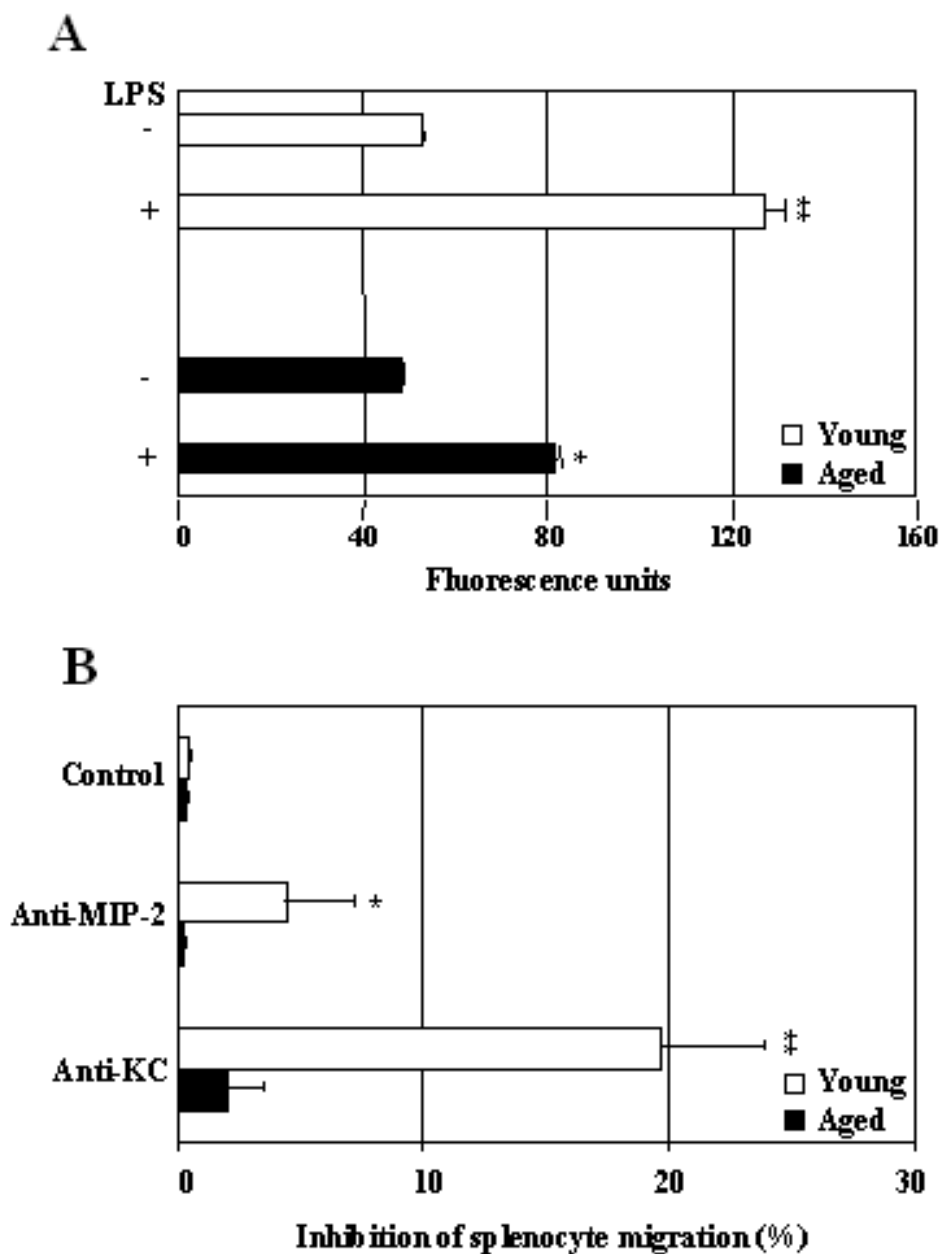 A
LPS
-
+
‡
-
+
*
Young
Aged
0 40 80 120 160
Fluorescence units
B
Control
Anti-MIP-2
*
Anti-KC
‡
Young
Aged
0 10 20 30
Inhibition of splenocyte migration (%)